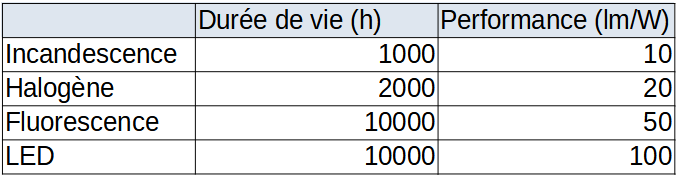 Durée de vie (h) Performance (lm/W)
Incandescence 1000 10
Halogène 2000 20
Fluorescence 10000 50
LED 10000 100